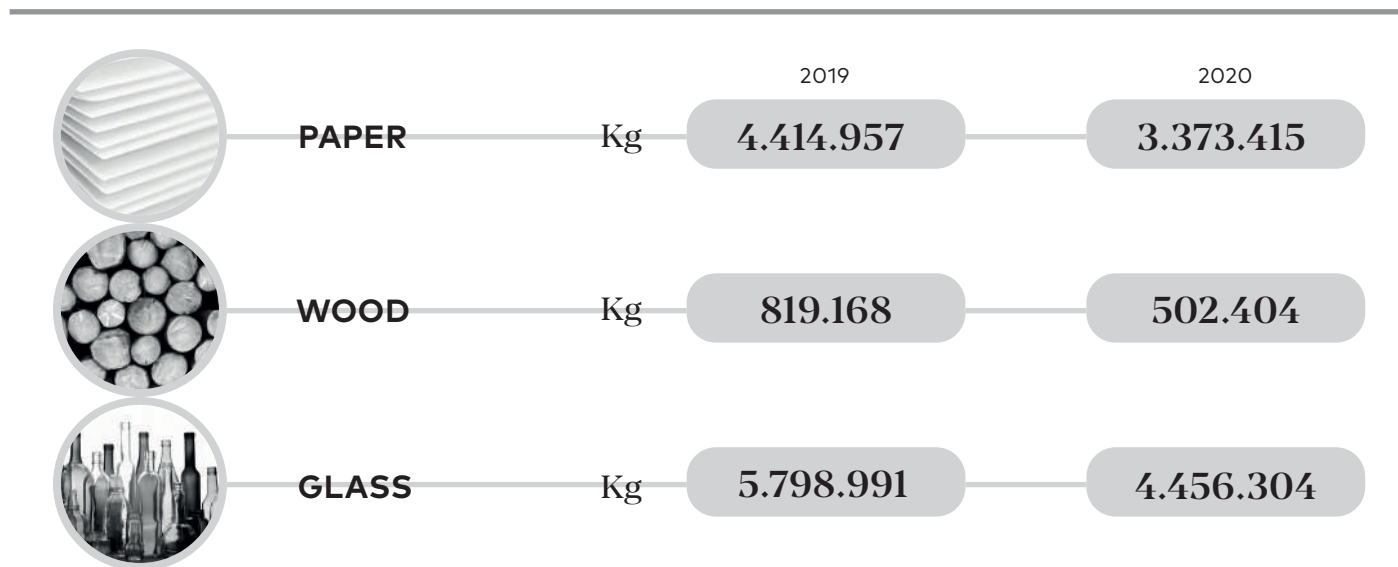 2019 2020
PAPER Kg 4.414.957 3.373.415
WOOD Kg 819.168 502.404
GLASS Kg 5.798.991 4.456.304